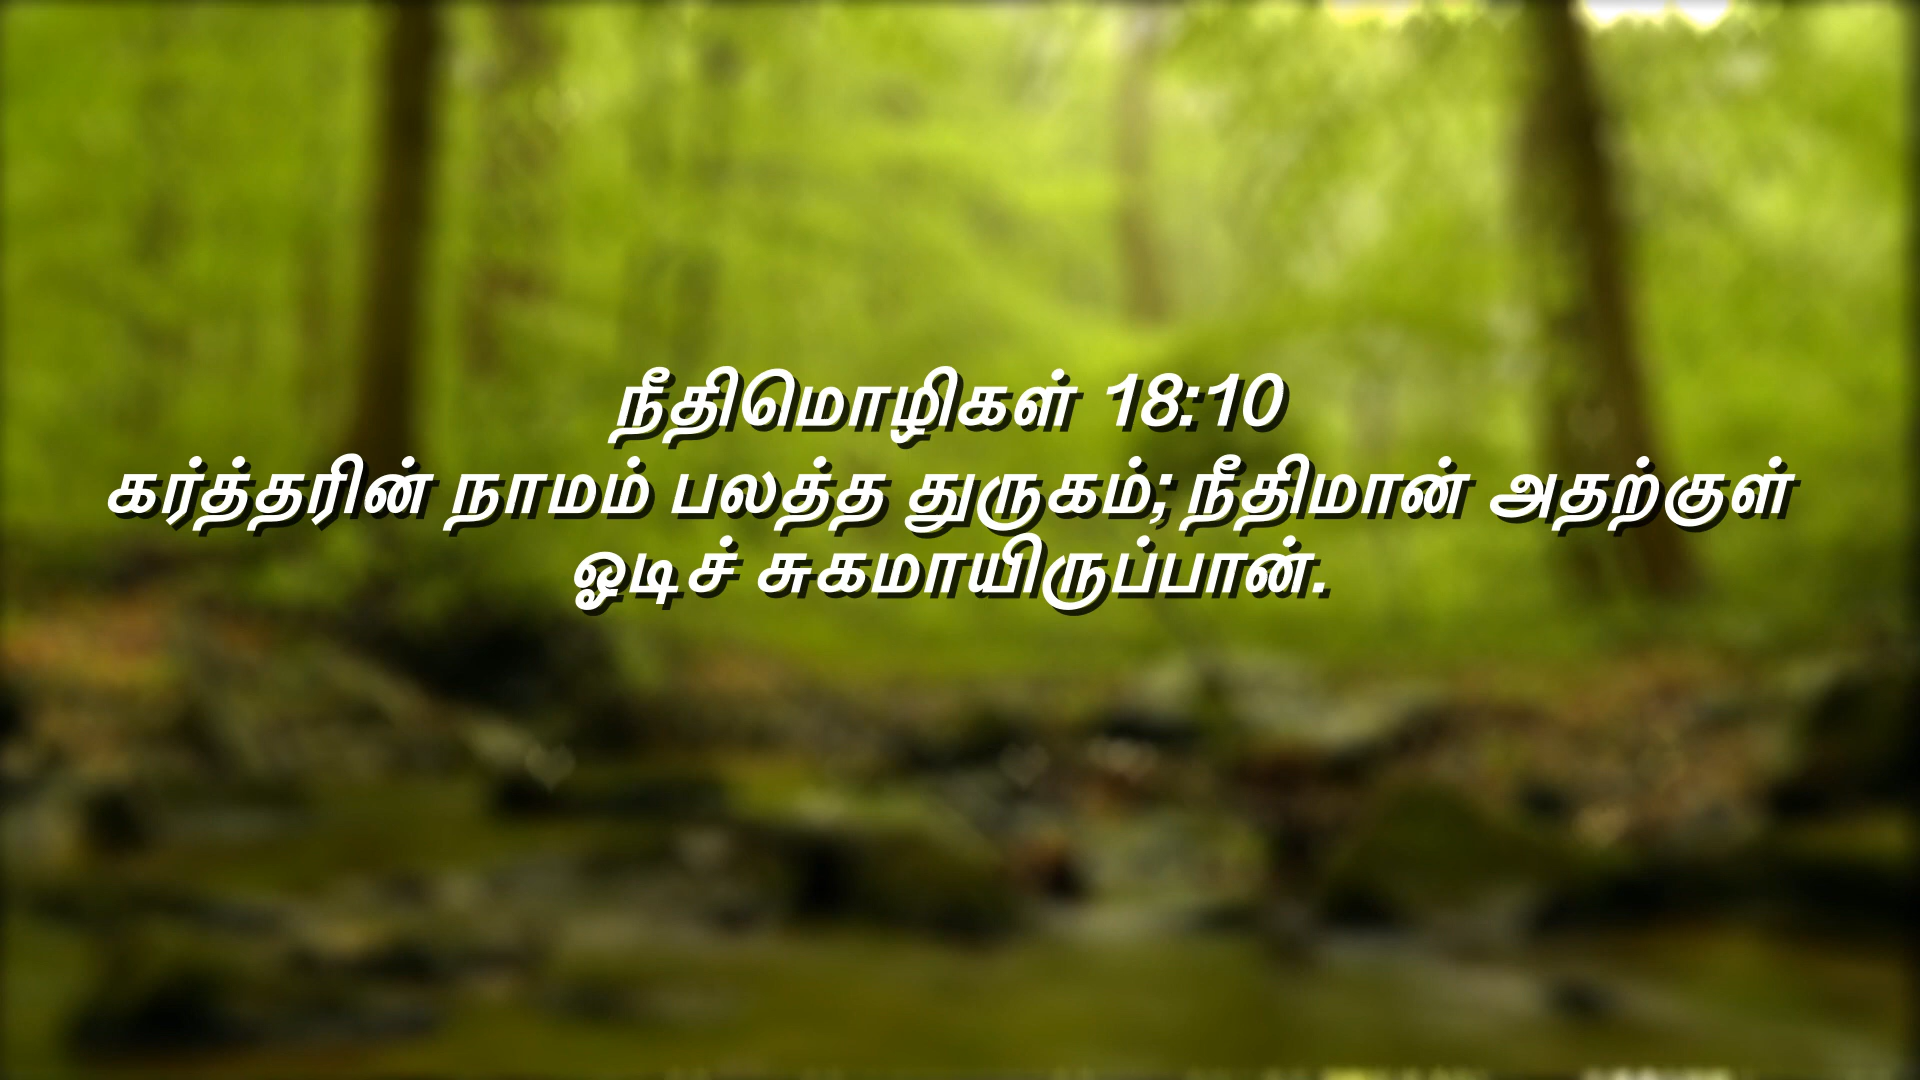 நீதிமொழிகள் 18:10
கர்த்தரின் நாமம் பலத்த துருகம்; நீதிமான் அதற்குள்
ஓடிச் சுகமாயிருப்பான்.